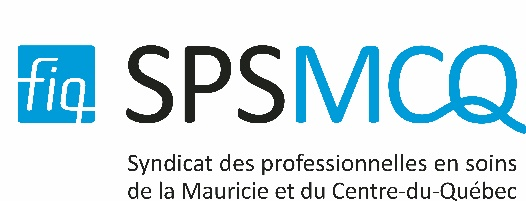 fiq SPSMCQ
Syndicat des professionnelles en soins
de la Mauricie et du Centre-du-Québec